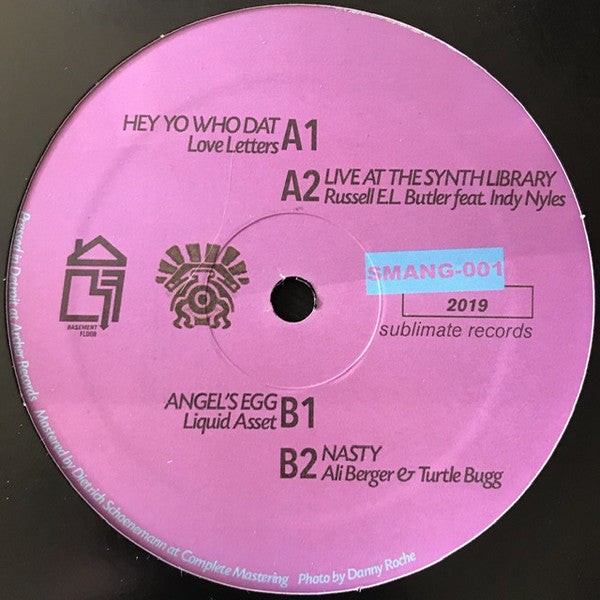 HEY YO WHO DAT A1
Love Letters
A2 LIVE AT THE SYNTH LIBRARY
Russell E.L. Butler feat. Indy Nyles
BASEMENT
FLOOR
SMANG-001
2019
sublimate records
ANGEL'S EGG B1
Liquid Asset
B2 NASTY
Ali Berger & Turtle Bugg
Pressed in Detroit at Archer Records Mastered by Dietrich Schoenemann at Complete Mastering Photo by Danny Roche